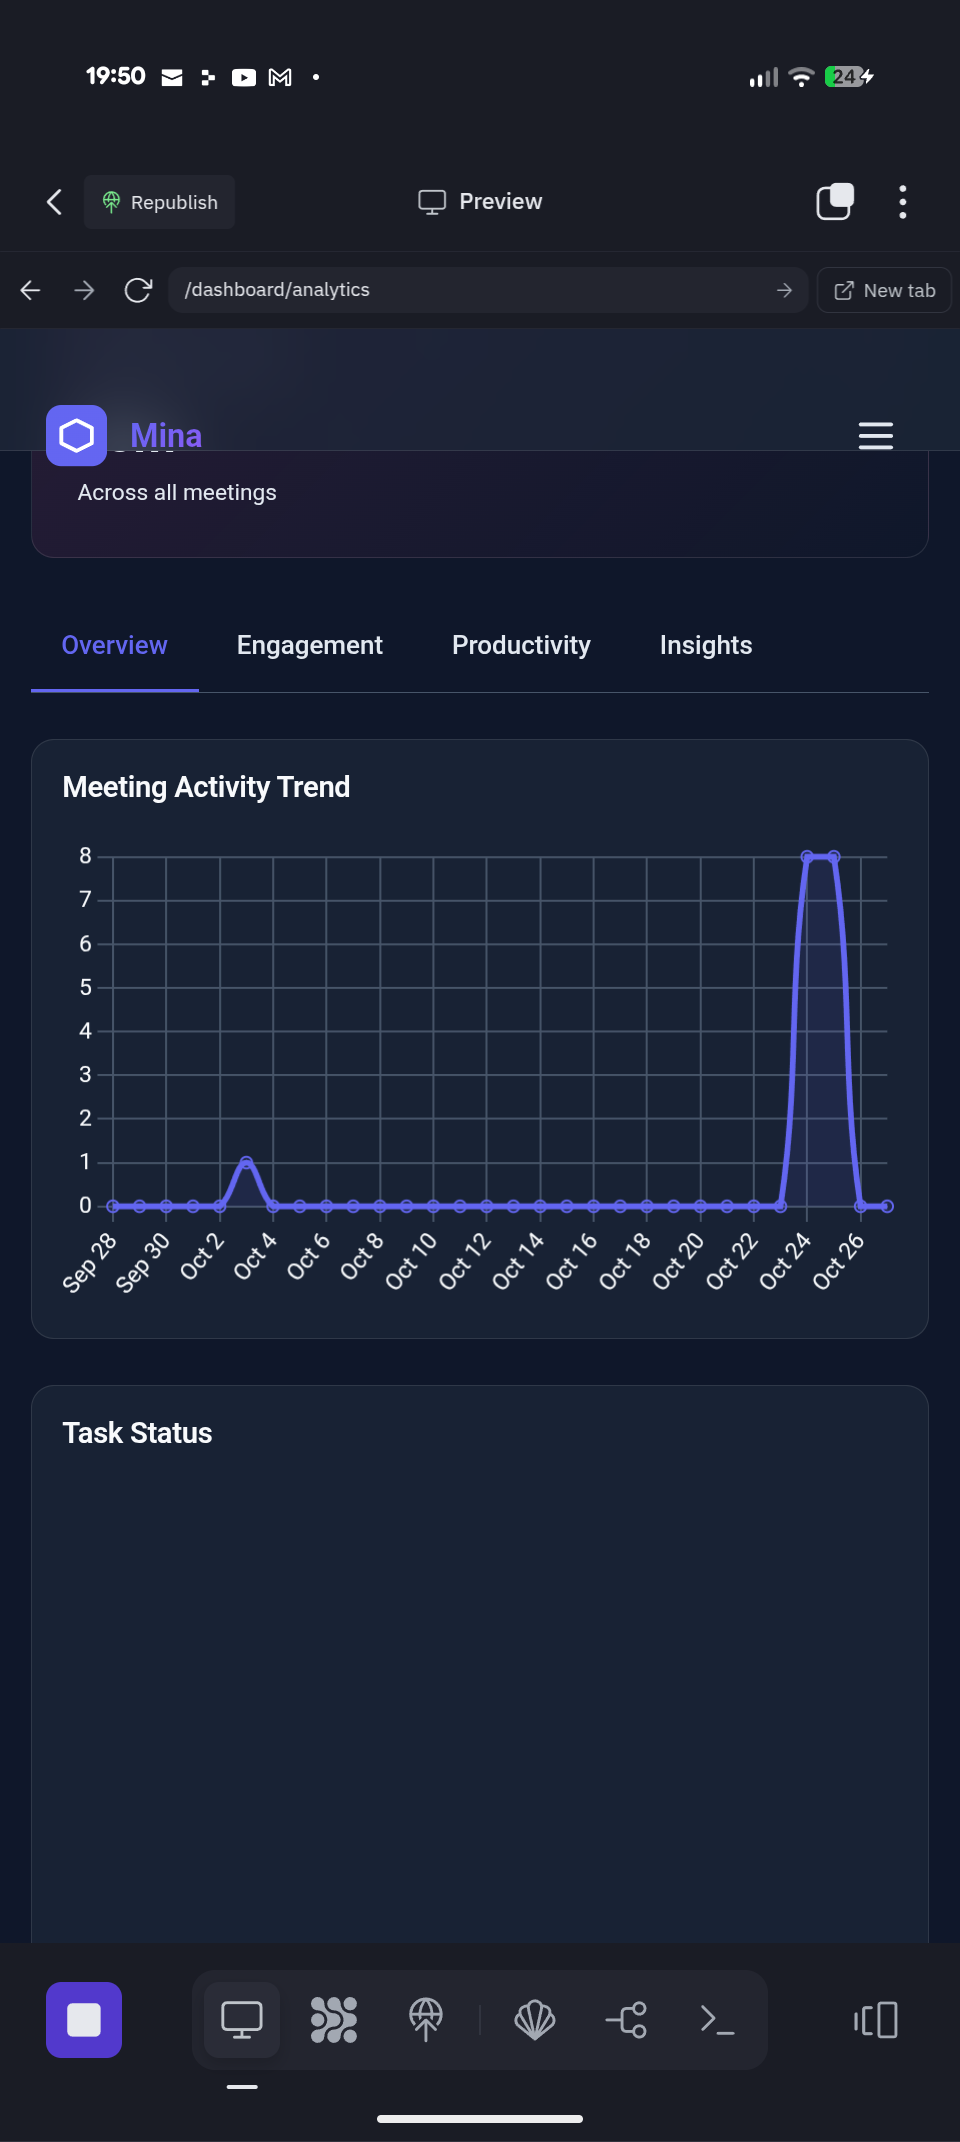 19:50
24
Republish
Preview
/dashboard/analytics
New tab
Mina
Across all meetings
Overview
Engagement
Productivity
Insights
Meeting Activity Trend
8
7
6
5
4
3
2
1
0
Sep 28
Sep 30
Oct 2
Oct 4
Oct 6
Oct 8
Oct 10
Oct 12
Oct 14
Oct 16
Oct 18
Oct 20
Oct 22
Oct 24
Oct 26
Task Status